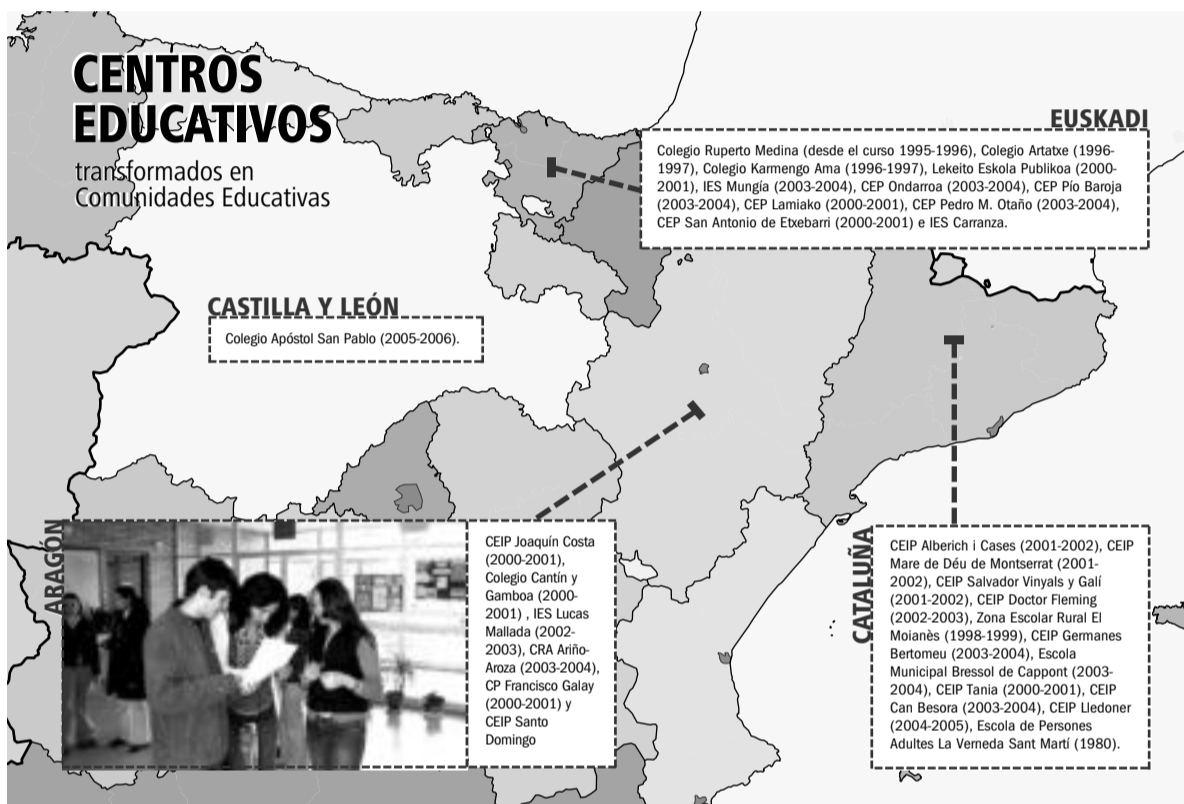 CENTROS
EDUCATIVOS
transformados en
Comunidades Educativas
EUSKADI
Colegio Ruperto Medina (desde el curso 1995-1996), Colegio Artatxe (1996-
1997), Colegio Karmengo Ama (1996-1997), Lekeito Eskola Publikoa (2000-
2001), IES Mungía (2003-2004), CEP Ondarroa (2003-2004), CEP Pío Baroja
(2003-2004), CEP Lamiako (2000-2001), CEP Pedro M. Otaño (2003-2004),
CEP San Antonio de Etxebarri (2000-2001) e IES Carranza.
CASTILLA Y LEÓN
Colegio Apóstol San Pablo (2005-2006).
ARAGÓN
CEIP Joaquín Costa
(2000-2001),
Colegio Cantín y
Gamboa (2000-
2001) , IES Lucas
Mallada (2002-
2003), CRA Ariño-
Aroza (2003-2004),
CP Francisco Galay
(2000-2001) y
CEIP Santo
Domingo
CATALUÑA
CEIP Alberich i Cases (2001-2002), CEIP
Mare de Déu de Montserrat (2001-
2002), CEIP Salvador Vinyals y Galí
(2001-2002), CEIP Doctor Fleming
(2002-2003), Zona Escolar Rural El
Moianès (1998-1999), CEIP Germanes
Bertomeu (2003-2004), Escola
Municipal Bressol de Cappont (2003-
2004), CEIP Tania (2000-2001), CEIP
Can Besora (2003-2004), CEIP Lledoner
(2004-2005), Escola de Persones
Adultes La Verneda Sant Martí (1980).